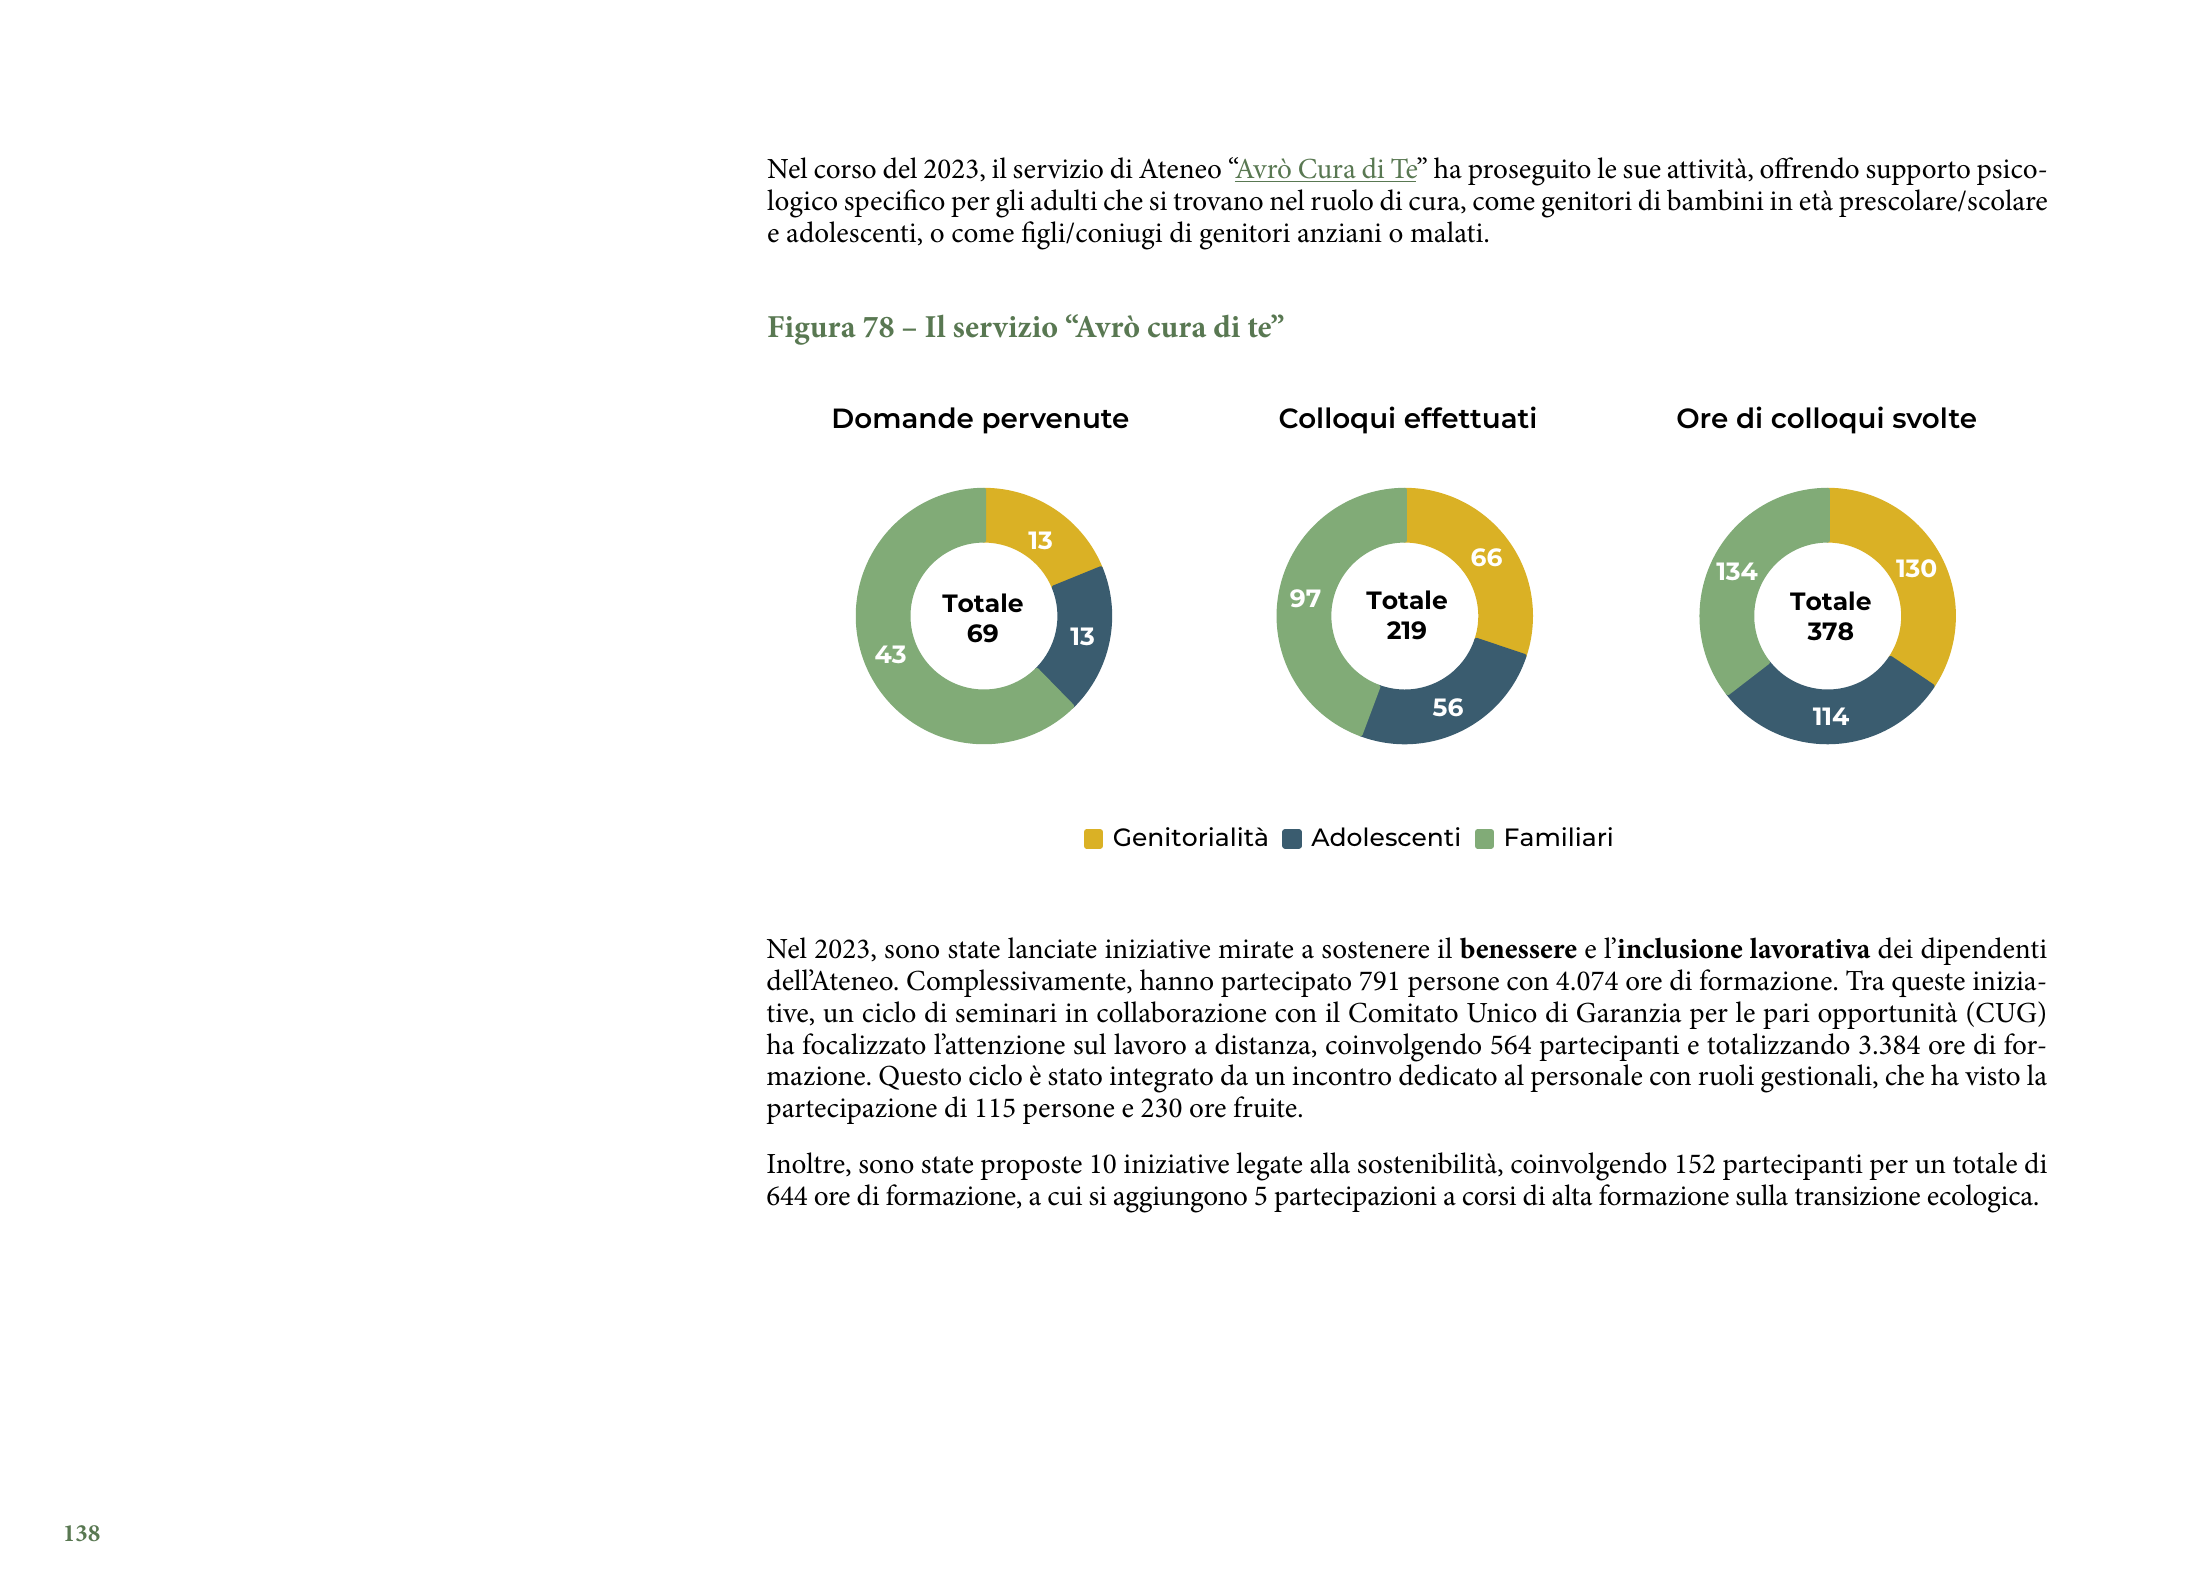 Nel corso del 2023, il servizio di Ateneo “Avrò Cura di Te” ha proseguito le sue attività, offrendo supporto psico-
logico specifico per gli adulti che si trovano nel ruolo di cura, come genitori di bambini in età prescolare/scolare
e adolescenti, o come figli/coniugi di genitori anziani o malati.
Figura 78 – Il servizio “Avrò cura di te”
Domande pervenute
13
13
43
Totale
69
Colloqui effettuati
66
56
97
Totale
219
Ore di colloqui svolte
130
114
134
Totale
378
Genitorialità Adolescenti Familiari
Nel 2023, sono state lanciate iniziative mirate a sostenere il benessere e l’inclusione lavorativa dei dipendenti
dell’Ateneo. Complessivamente, hanno partecipato 791 persone con 4.074 ore di formazione. Tra queste inizia-
tive, un ciclo di seminari in collaborazione con il Comitato Unico di Garanzia per le pari opportunità (CUG)
ha focalizzato l’attenzione sul lavoro a distanza, coinvolgendo 564 partecipanti e totalizzando 3.384 ore di for-
mazione. Questo ciclo è stato integrato da un incontro dedicato al personale con ruoli gestionali, che ha visto la
partecipazione di 115 persone e 230 ore fruite.
Inoltre, sono state proposte 10 iniziative legate alla sostenibilità, coinvolgendo 152 partecipanti per un totale di
644 ore di formazione, a cui si aggiungono 5 partecipazioni a corsi di alta formazione sulla transizione ecologica.
138